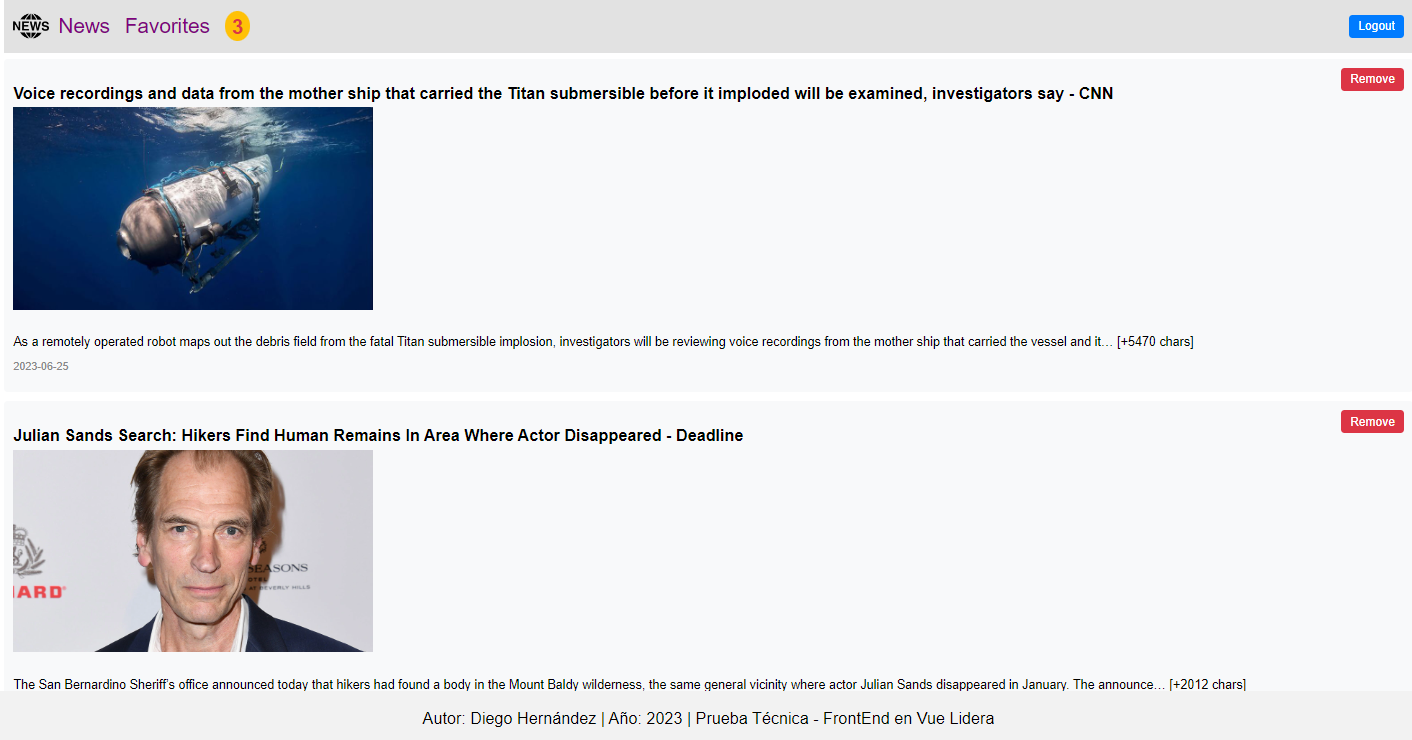 NEWS News Favorites 3 Logout
Remove
Voice recordings and data from the mother ship that carried the Titan submersible before it imploded will be examined, investigators say - CNN
As a remotely operated robot maps out the debris field from the fatal Titan submersible implosion, investigators will be reviewing voice recordings from the mother ship that carried the vessel and it… [+5470 chars]
2023-06-25
Remove
Julian Sands Search: Hikers Find Human Remains In Area Where Actor Disappeared - Deadline
SEASONS
HOTEL
AT BEVERLY HILLS
ARD
The San Bernardino Sheriff's office announced today that hikers had found a body in the Mount Baldy wilderness, the same general vicinity where actor Julian Sands disappeared in January. The announce… [+2012 chars]
Autor: Diego Hernández | Año: 2023 | Prueba Técnica - FrontEnd en Vue Lidera